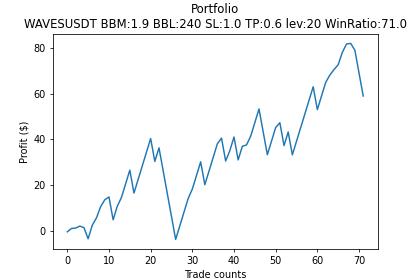 Portfolio
WAVESUSDT BBM:1.9 BBL:240 SL:1.0 TP:0.6 lev:20 WinRatio:71.0
80
60
40
20
0
Profit ($)
0 10 20 30 40 50 60 70
Trade counts